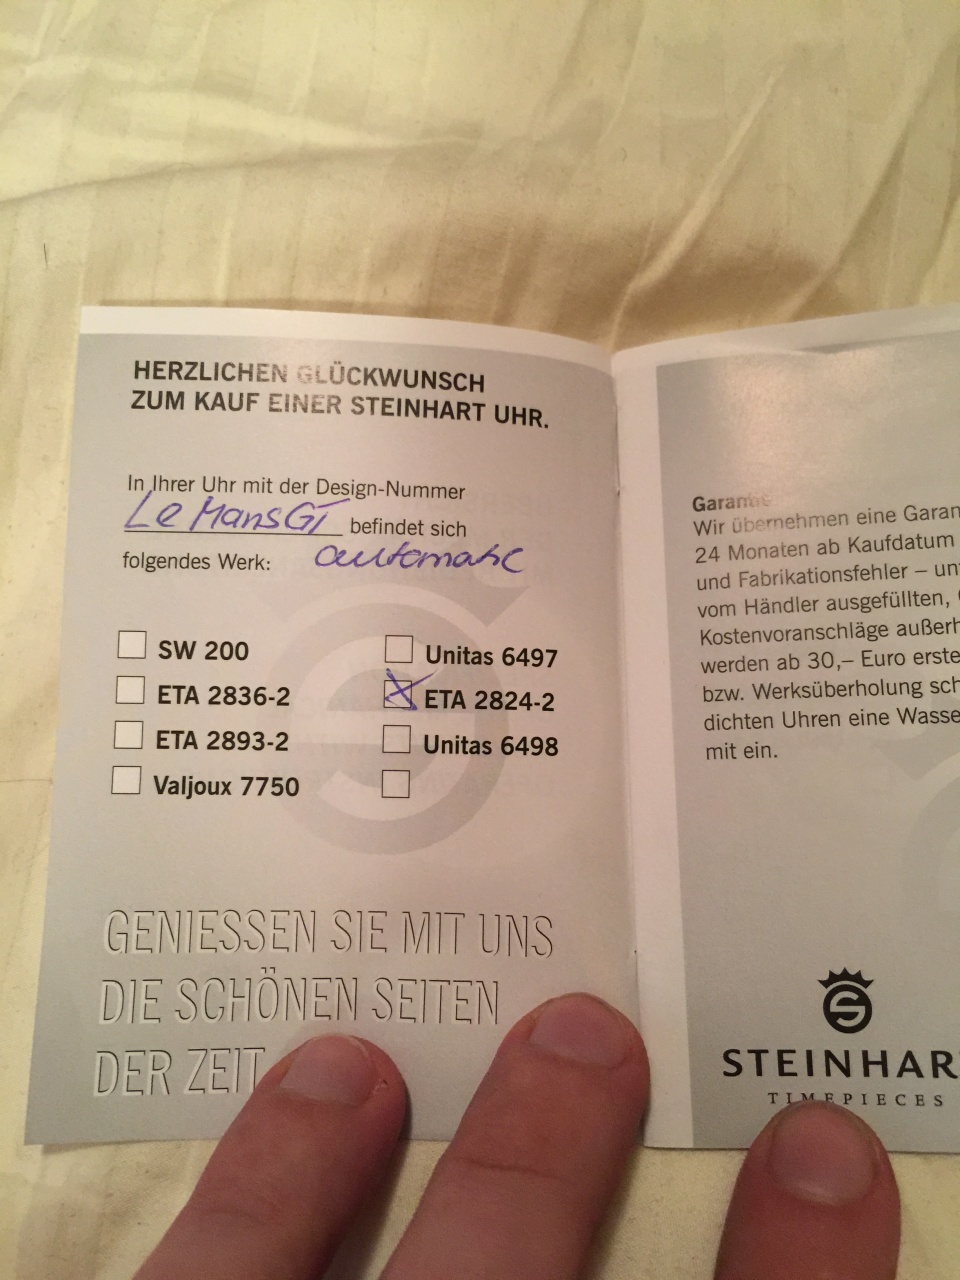 HERZLICHEN GLÜCKWUNSCH
ZUM KAUF EINER STEINHART UHR.
In Ihrer Uhr mit der Design-Nummer
Le Mans GT befindet sich
folgendes Werk: automatic
SW 200
ETA 2836-2
ETA 2893-2
Valjoux 7750
Unitas 6497
ETA 2824-2
Unitas 6498
GENIESSEN SIE MIT UNS
DIE SCHÖNEN SEITEN
DER ZEIT
Garantie
Wir übernehmen eine Garan
24 Monaten ab Kaufdatum
und Fabrikationsfehler – un
vom Händler ausgefüllten,
Kostenvoranschläge außerh
werden ab 30,– Euro erste
bzw. Werksüberholung sch
dichten Uhren eine Wasse
mit ein.
STEINHAR
TIMEPIECES